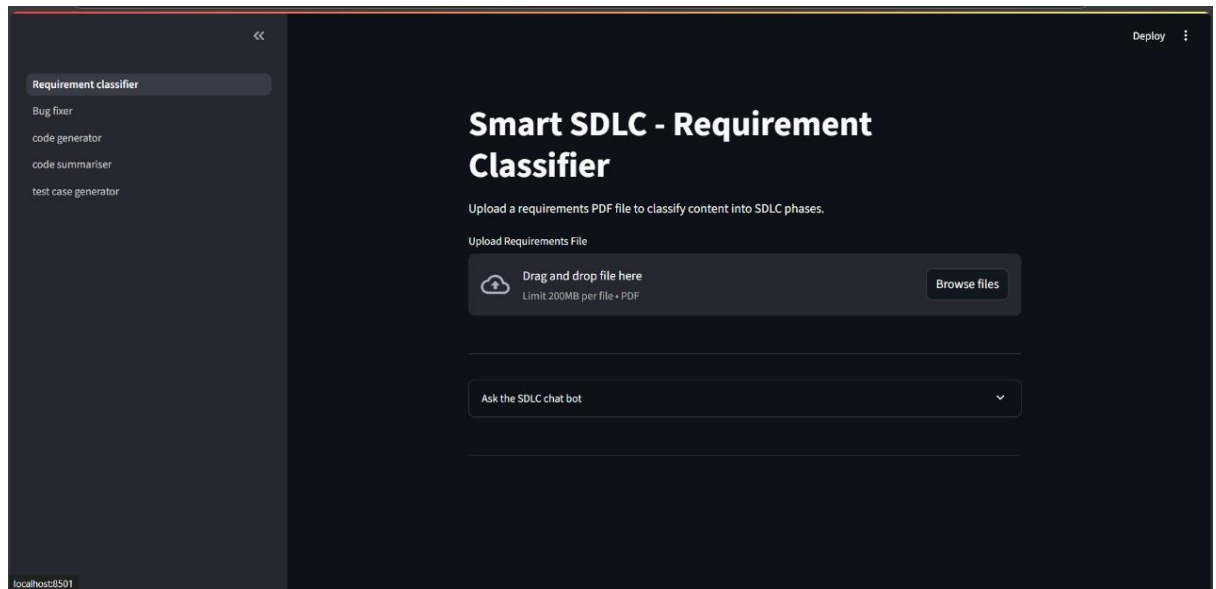 Deploy
Requirement classifier
Bug fixer
code generator
code summariser
test case generator
Smart SDLC - Requirement
Classifier
Upload a requirements PDF file to classify content into SDLC phases.
Upload Requirements File
Drag and drop file here
Limit 200MB per file • PDF
Browse files
Ask the SDLC chat bot
localhost:8501